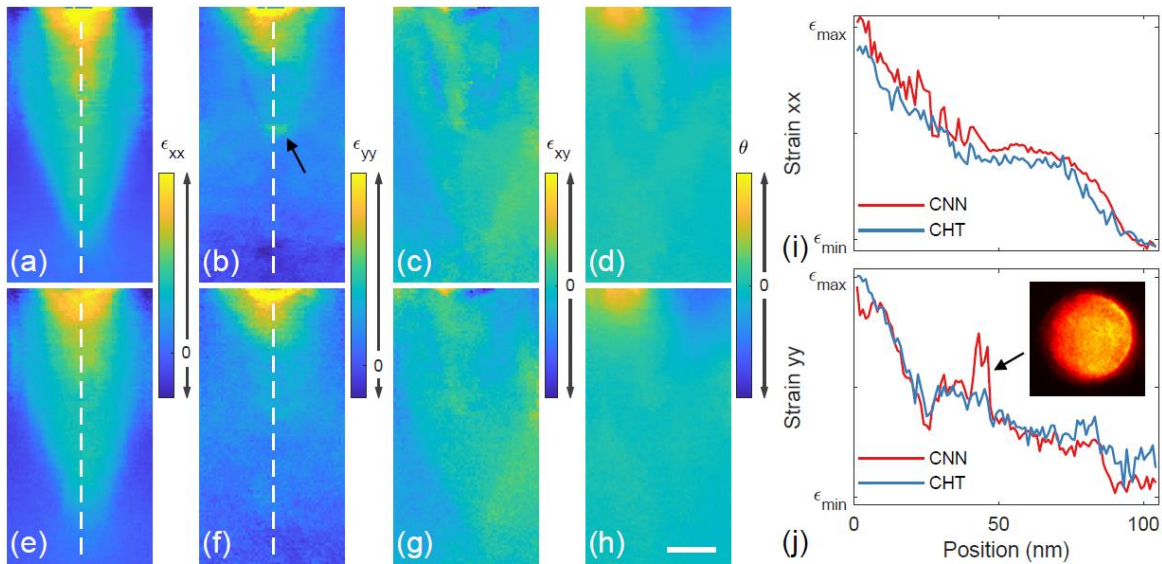 (a)
(b)
(c)
(d)
ϵxx
0
ϵyy
0
ϵxy
0
θ
0
(e)
(f)
(g)
(h)
ϵmax
Strain xx
CNN
CHT
ϵmin
(i)
ϵmax
Strain yy
CNN
CHT
ϵmin
0
50
100
(j)
Position (nm)